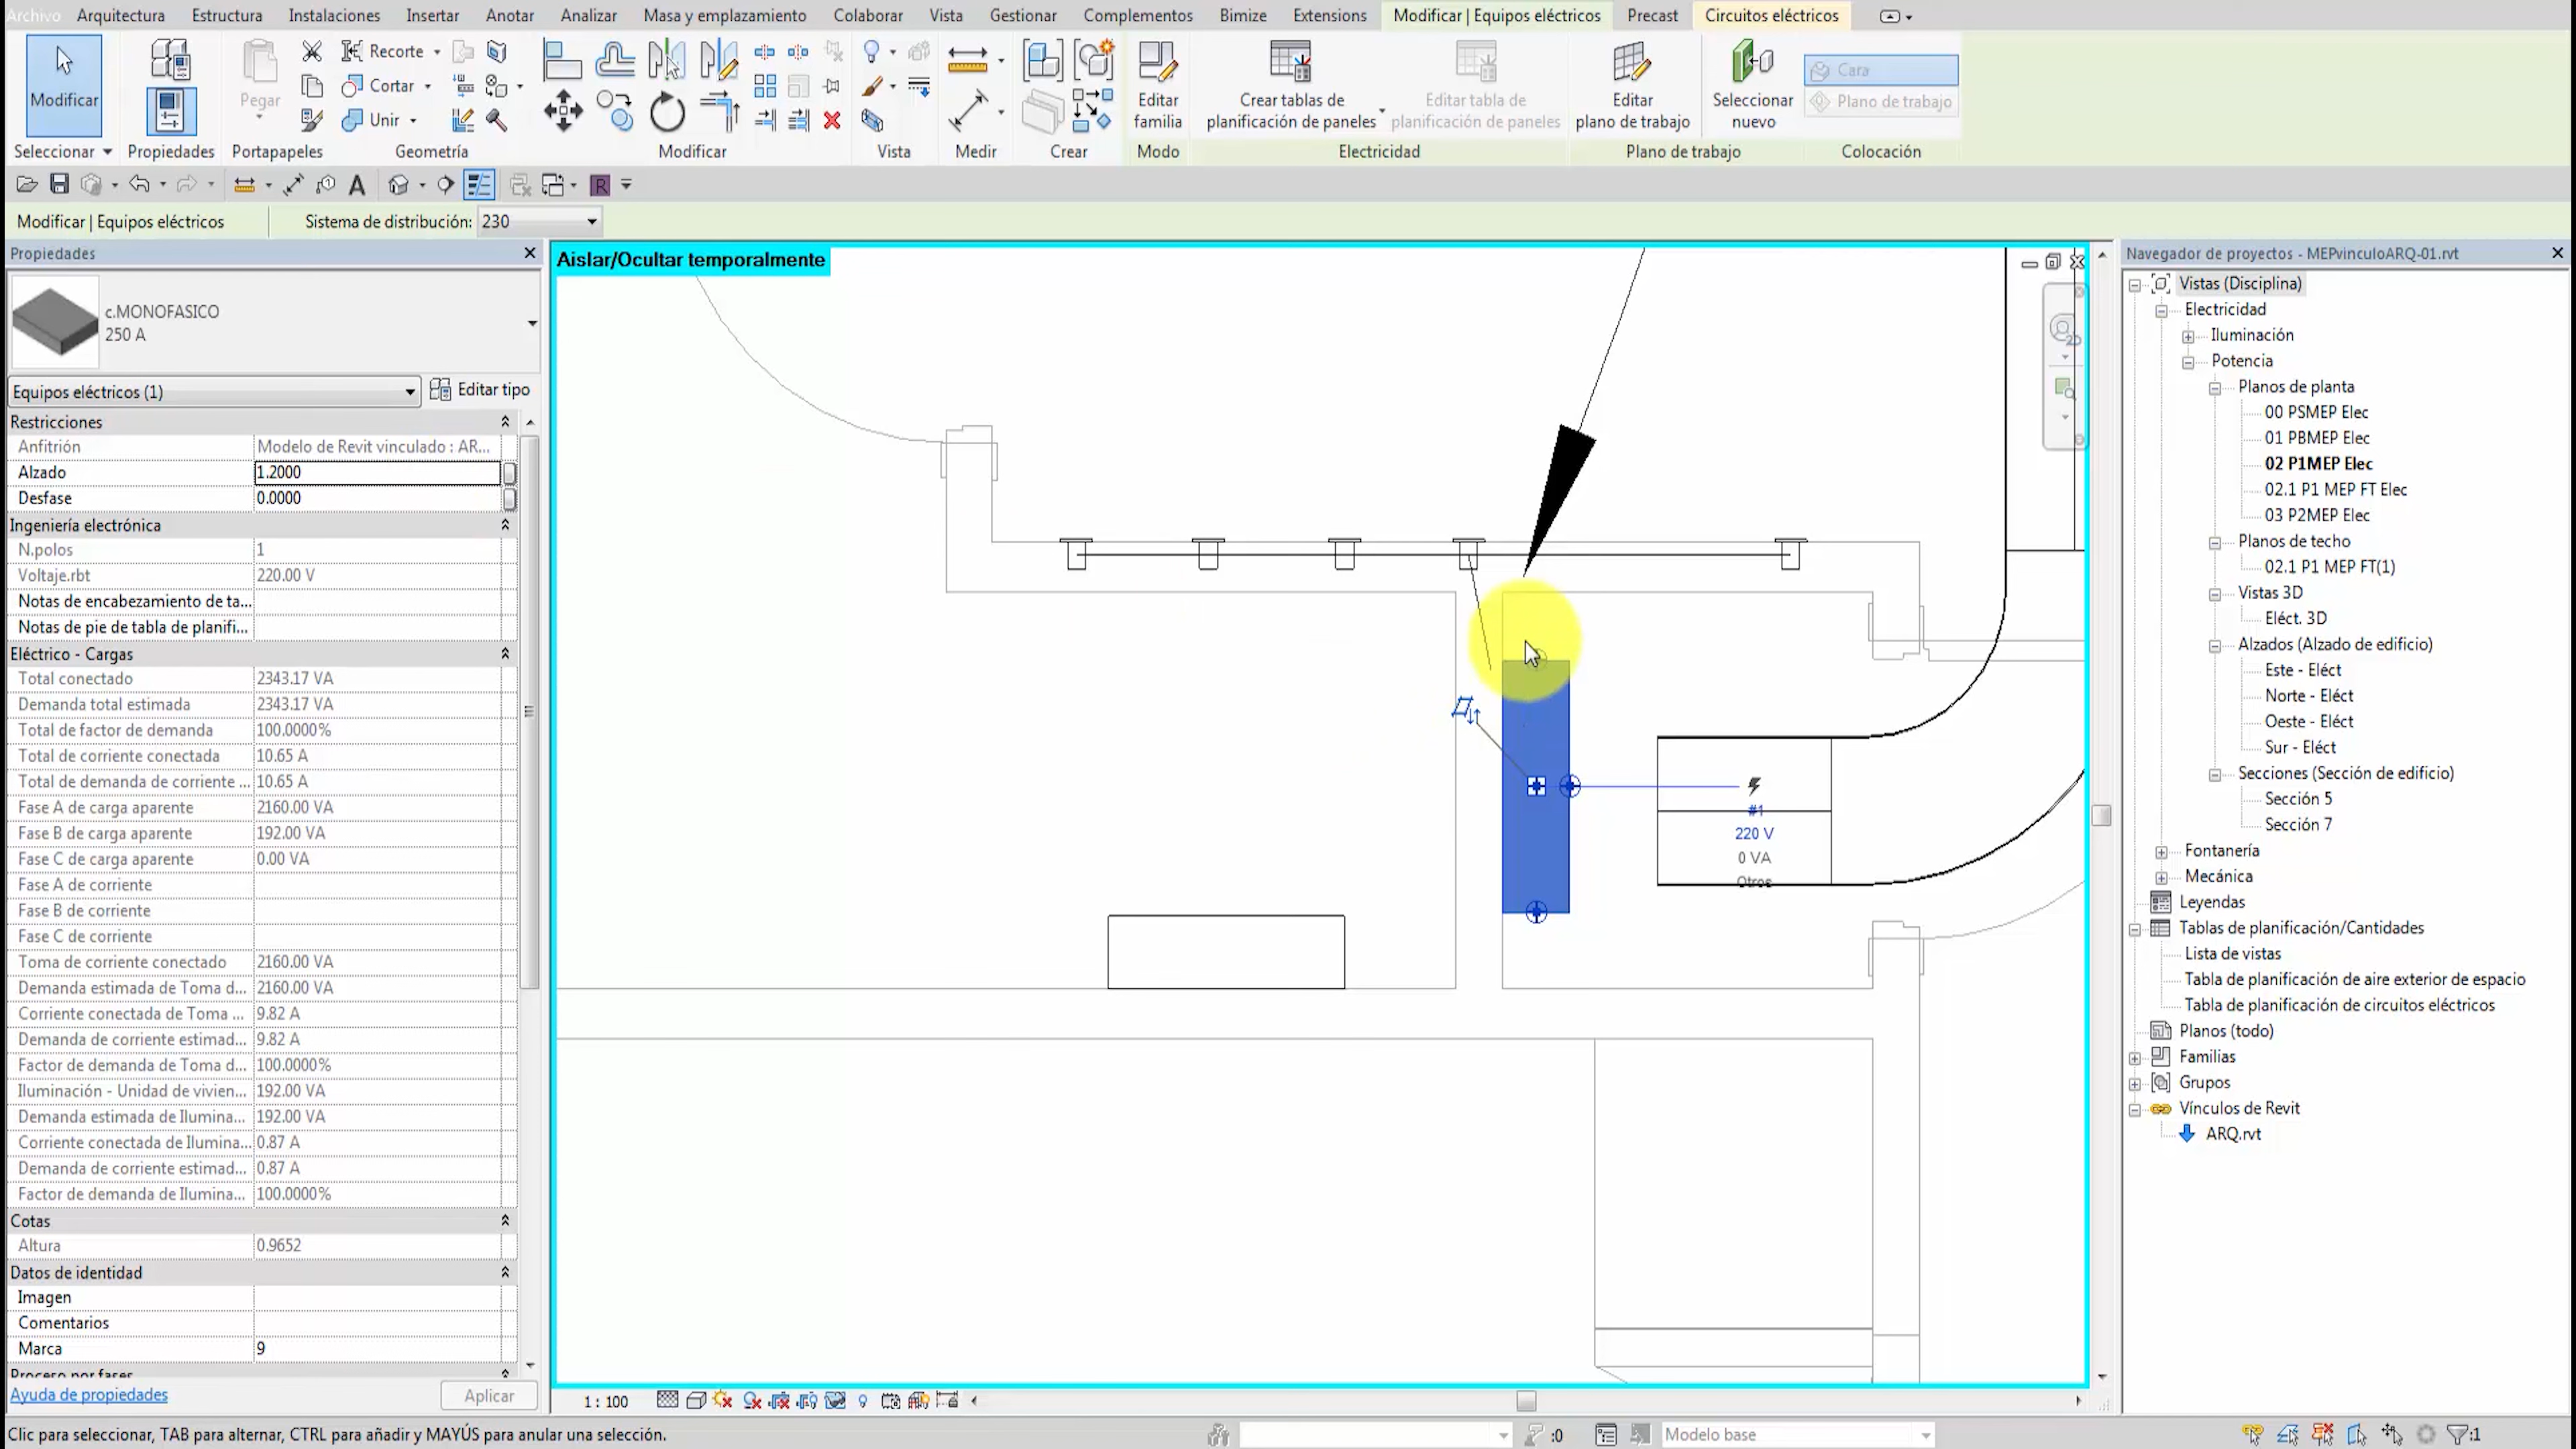 Archivo Arquitectura Estructura Instalaciones Insertar Anotar Analizar Masa y emplazamiento Colaborar Vista Gestionar Complementos Bimize Extensions Modificar | Equipos eléctricos Precast Circuitos eléctricos
Modificar
Pegar
Recorte
Cortar
Unir
Editar familia
Crear tablas de planificación de paneles
Editar tabla de planificación de paneles
Editar plano de trabajo
Seleccionar nuevo
Cara
Plano de trabajo
Seleccionar Propiedades Portapapeles Geometría Modificar Vista Medir Crear Modo Electricidad Plano de trabajo Colocación
A
R
Modificar | Equipos eléctricos Sistema de distribución: 230
Propiedades
c.MONOFASICO
250 A
Equipos eléctricos (1) Editar tipo
Restricciones
Anfitrión Modelo de Revit vinculado : AR...
Alzado 1.2000
Desfase 0.0000
Ingeniería electrónica
N.polos 1
Voltaje.rbt 220.00 V
Notas de encabezamiento de ta...
Notas de pie de tabla de planifi...
Eléctrico - Cargas
Total conectado 2343.17 VA
Demanda total estimada 2343.17 VA
Total de factor de demanda 100.0000%
Total de corriente conectada 10.65 A
Total de demanda de corriente ... 10.65 A
Fase A de carga aparente 2160.00 VA
Fase B de carga aparente 192.00 VA
Fase C de carga aparente 0.00 VA
Fase A de corriente
Fase B de corriente
Fase C de corriente
Toma de corriente conectado 2160.00 VA
Demanda estimada de Toma d... 2160.00 VA
Corriente conectada de Toma ... 9.82 A
Demanda de corriente estimad... 9.82 A
Factor de demanda de Toma d... 100.0000%
Iluminación - Unidad de vivien... 192.00 VA
Demanda estimada de Ilumina... 192.00 VA
Corriente conectada de Ilumina... 0.87 A
Demanda de corriente estimad... 0.87 A
Factor de demanda de Ilumina... 100.0000%
Cotas
Altura 0.9652
Datos de identidad
Imagen
Comentarios
Marca 9
Proceso por fases
Ayuda de propiedades Aplicar
Aislar/Ocultar temporalmente
2D
#1
220 V
0 VA
Otros
1 : 100
Navegador de proyectos - MEPvinculoARQ-01.rvt
Vistas (Disciplina)
Electricidad
Iluminación
Potencia
Planos de planta
00 PSMEP Elec
01 PBMEP Elec
02 P1MEP Elec
02.1 P1 MEP FT Elec
03 P2MEP Elec
Planos de techo
02.1 P1 MEP FT(1)
Vistas 3D
Eléct. 3D
Alzados (Alzado de edificio)
Este - Eléct
Norte - Eléct
Oeste - Eléct
Sur - Eléct
Secciones (Sección de edificio)
Sección 5
Sección 7
Fontanería
Mecánica
Leyendas
Tablas de planificación/Cantidades
Lista de vistas
Tabla de planificación de aire exterior de espacio
Tabla de planificación de circuitos eléctricos
Planos (todo)
Familias
Grupos
Vínculos de Revit
ARQ.rvt
Clic para seleccionar, TAB para alternar, CTRL para añadir y MAYÚS para anular una selección. :0 Modelo base :1